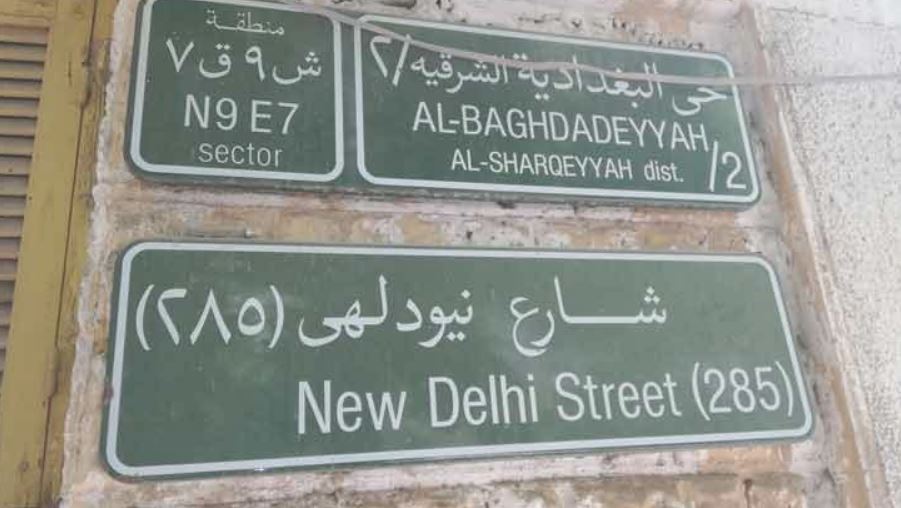 منطقة
ش ٩ ق ٧
N9 E7
sector
حى البغدادية الشرقيه /٢
AL-BAGHDADEYYAH
AL-SHARQEYYAH dist. /2
شـــارع نيودلهى (٢٨٥)
New Delhi Street (285)